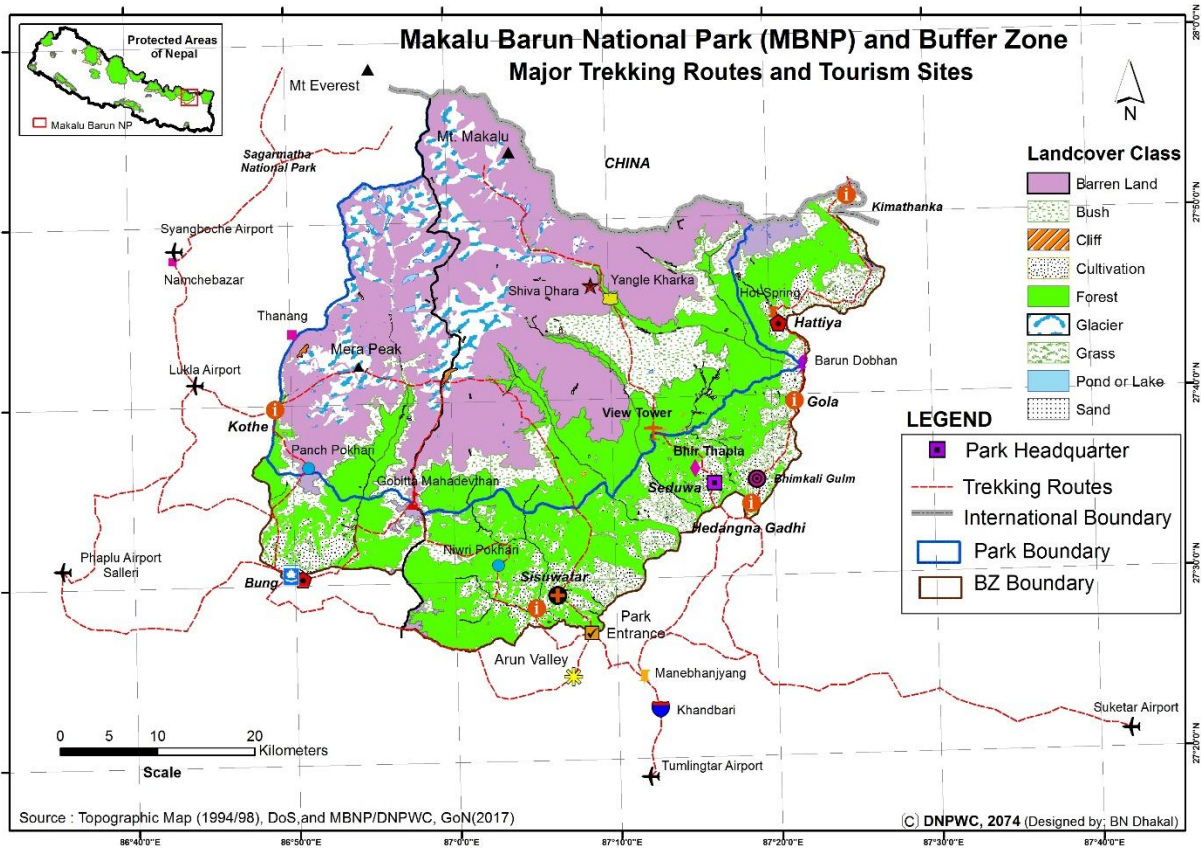 Makalu Barun National Park (MBNP) and Buffer Zone
Major Trekking Routes and Tourism Sites
Protected Areas
of Nepal
Makalu Barun NP
Mt Everest
Sagarmatha
National Park
Mt. Makalu
CHINA
N
28°0'0"N
27°50'0"N
27°40'0"N
27°30'0"N
27°20'0"N
Kimathanka
Syangboche Airport
Namchebazar
Shiva Dhara
Yangle Kharka
Hot Spring
Hattiya
Thanang
Mera Peak
Barun Dobhan
Lukla Airport
Gola
Kothe
View Tower
Panch Pokhari
Bhir Thapla
Gobitta Mahadevthan
Seduwa
Bhimkali Gulm
Hedangna Gadhi
Phaplu Airport
Salleri
Niwri Pokhari
Bung
Sisuwatar
Park
Entrance
Arun Valley
Manebhanjyang
Khandbari
Suketar Airport
Tumlingtar Airport
Landcover Class
Barren Land
Bush
Cliff
Cultivation
Forest
Glacier
Grass
Pond or Lake
Sand
LEGEND
Park Headquarter
Trekking Routes
International Boundary
Park Boundary
BZ Boundary
0 5 10 20
Kilometers
Scale
Source : Topographic Map (1994/98), DoS,and MBNP/DNPWC, GoN(2017)
(C) DNPWC, 2074 (Designed by: BN Dhakal)
86°40'0"E 86°50'0"E 87°0'0"E 87°10'0"E 87°20'0"E 87°30'0"E 87°40'0"E